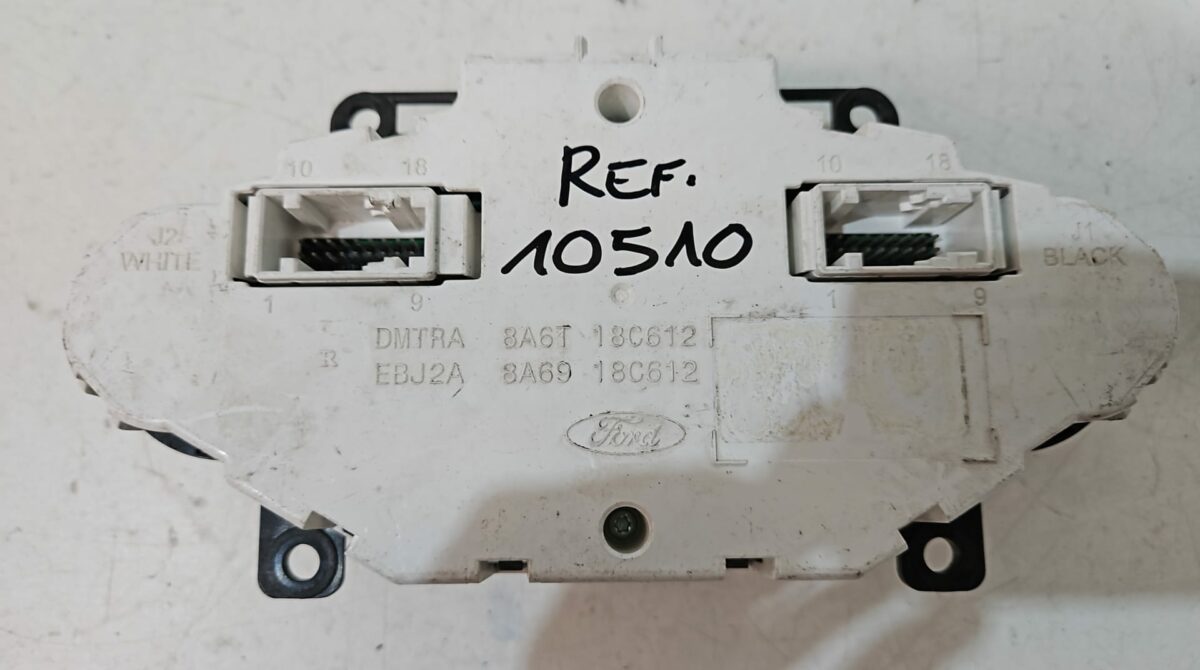 REF.
10510
10 18
10 18
J2
WHITE
J1
BLACK
1 9
1 9
DMTRA 8A6T 18C612
EBJ2A 8A69 18C612
Ford